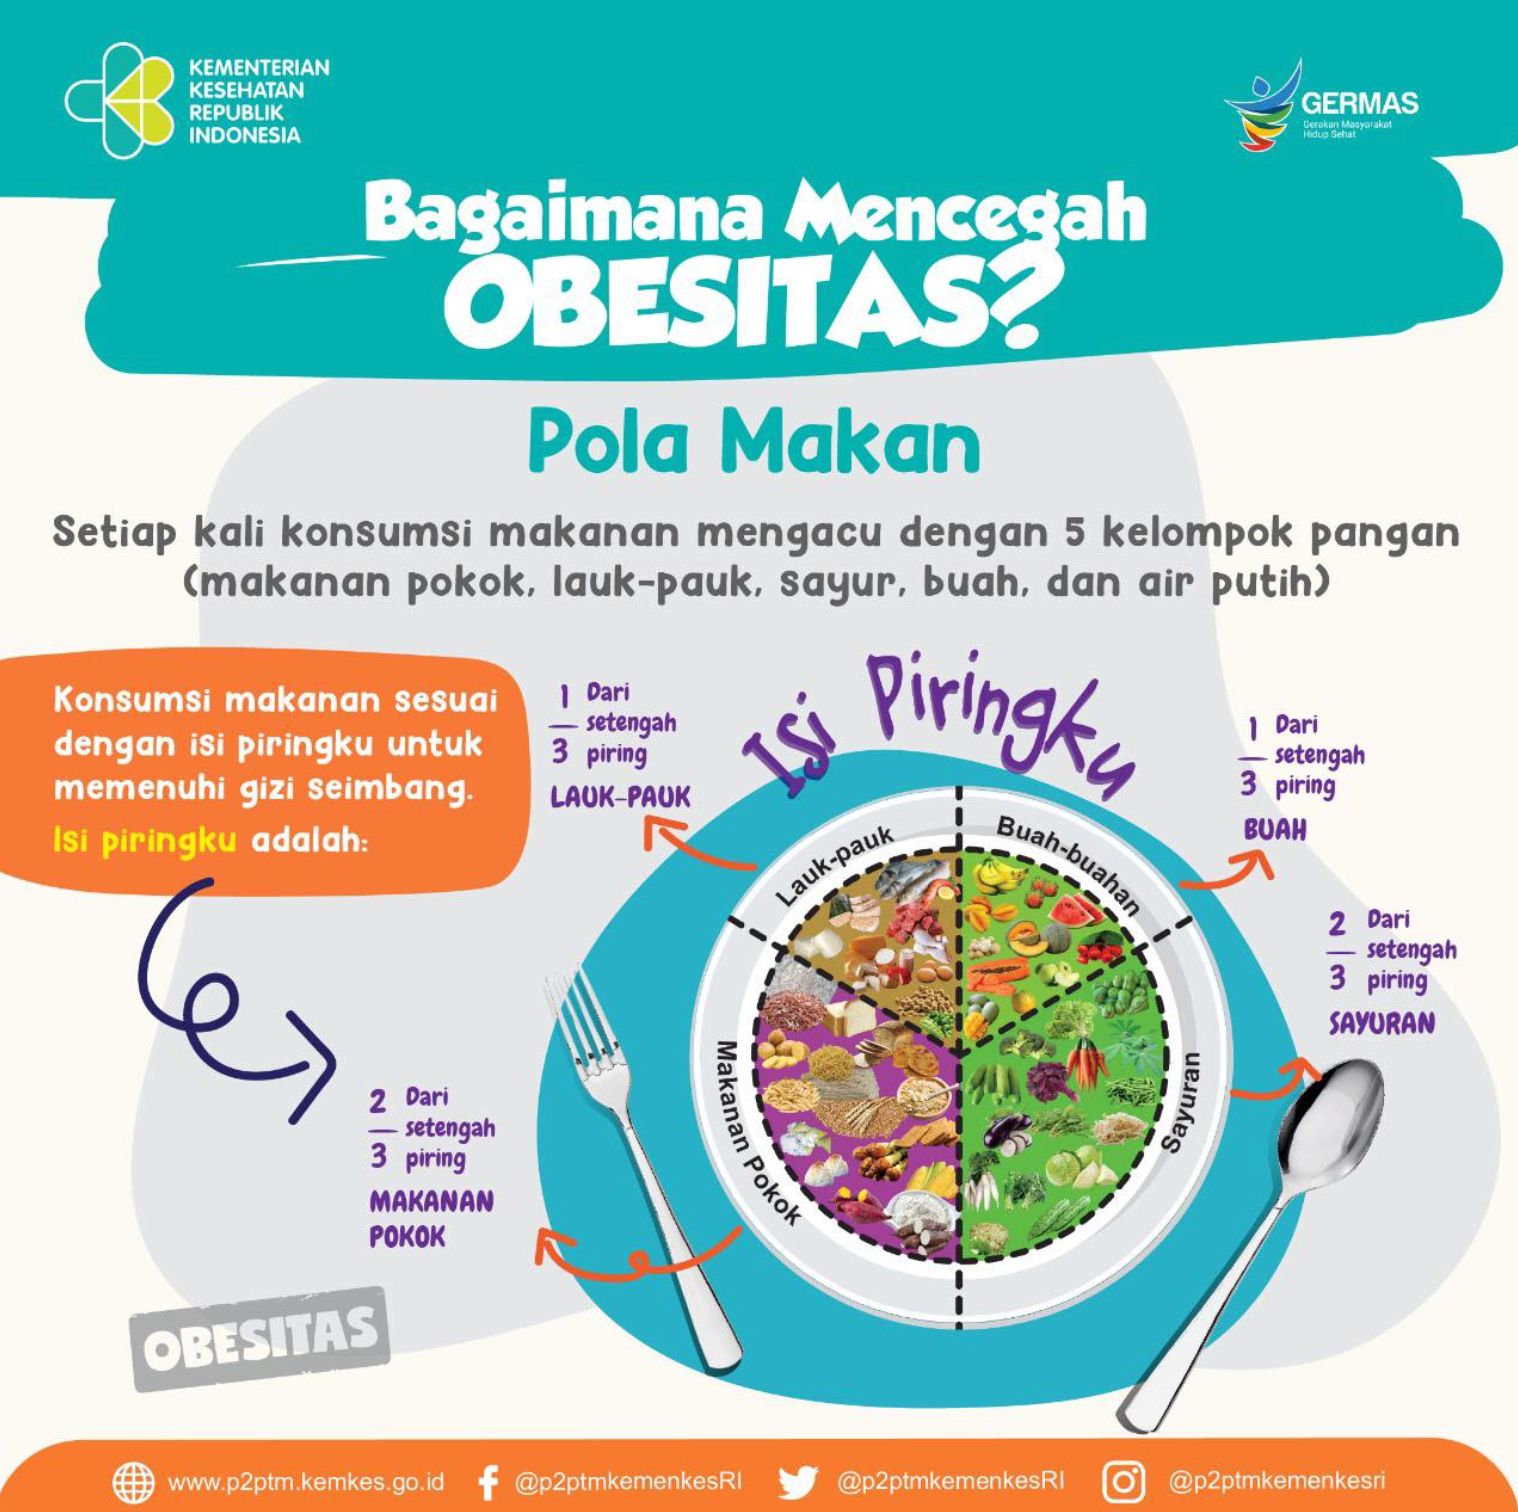 KEMENTERIAN
KESEHATAN
REPUBLIK
INDONESIA
GERMAS
Gerakan Masyarakat
Hidup Sehat
Bagaimana Mencegah
OBESITAS?
Pola Makan
Setiap kali konsumsi makanan mengacu dengan 5 kelompok pangan
(makanan pokok, lauk-pauk, sayur, buah, dan air putih)
Konsumsi makanan sesuai
dengan isi piringku untuk
memenuhi gizi seimbang.
Isi piringku adalah:
1/3 Dari
setengah
piring
LAUK-PAUK
Isi Piringku
1/3 Dari
setengah
piring
BUAH
2/3 Dari
setengah
piring
SAYURAN
2/3 Dari
setengah
piring
MAKANAN
POKOK
Lauk-pauk
Buah-buahan
Makanan Pokok
Sayuran
OBESITAS
www.p2ptm.kemkes.go.id
@p2ptmkemenkesRI
@p2ptmkemenkesRI
@p2ptmkemenkesri